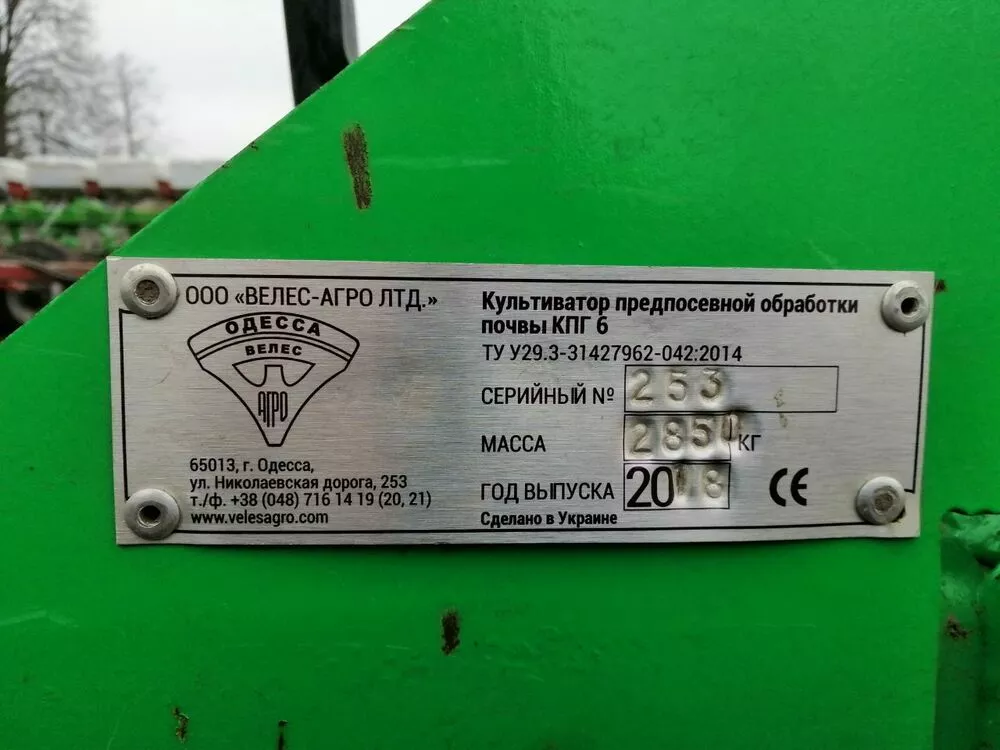 ООО «ВЕЛЕС-АГРО ЛТД.»
ОДЕССА
ВЕЛЕС
АГРО
65013, г. Одесса,
ул. Николаевская дорога, 253
т./ф. +38 (048) 716 14 19 (20, 21)
www.velesagro.com
Культиватор предпосевной обработки
почвы КПГ 6
ТУ У29.3-31427962-042:2014
СЕРИЙНЫЙ № 253
МАССА 2850 КГ
ГОД ВЫПУСКА 2018 CE
Сделано в Украине